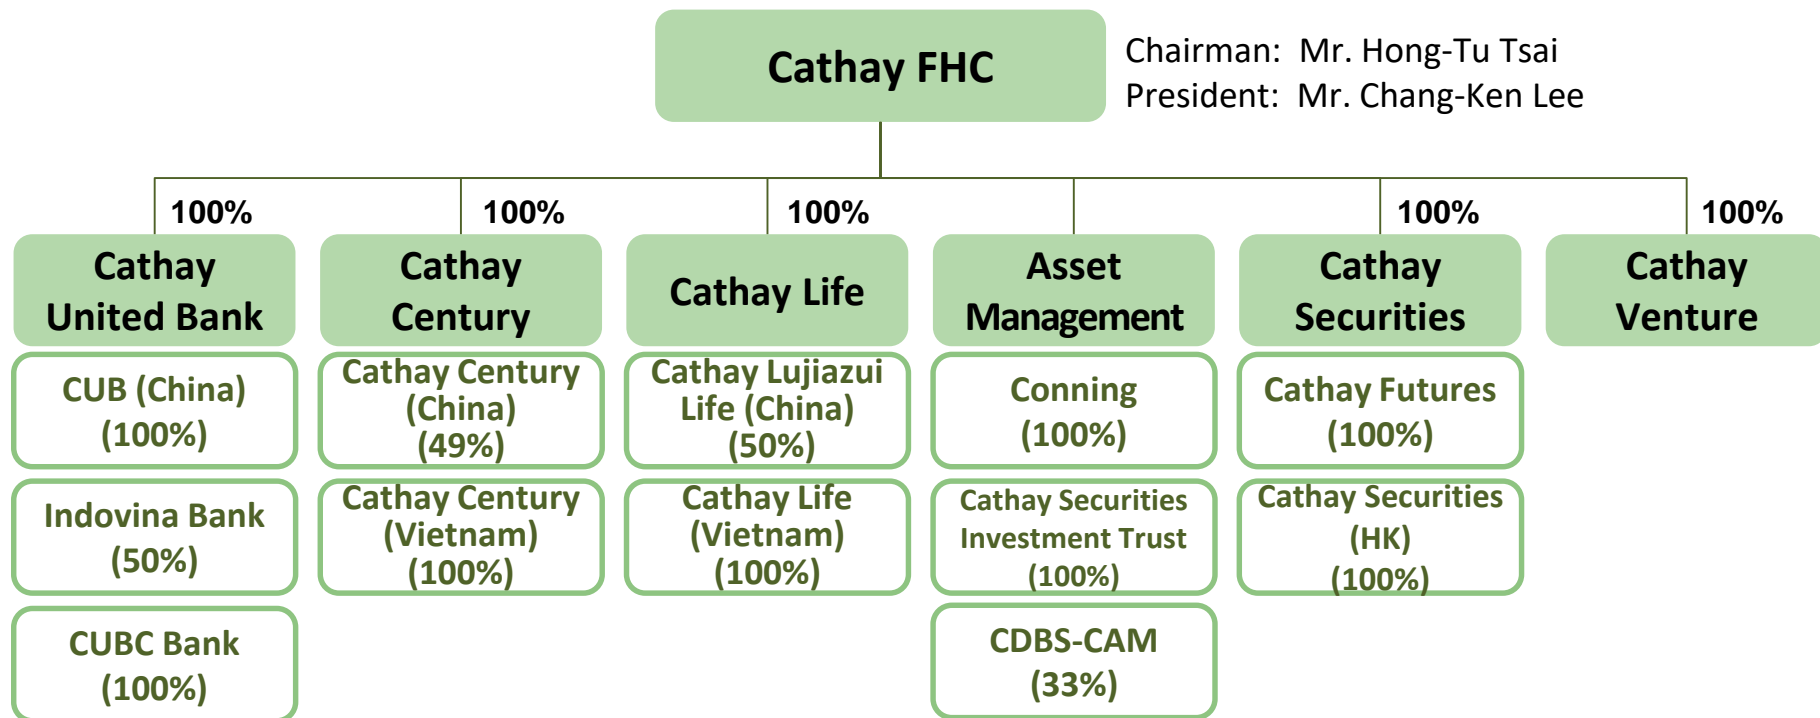 Cathay FHC
Chairman: Mr. Hong-Tu Tsai
President: Mr. Chang-Ken Lee
100%
100%
100%
100%
100%
Cathay
United Bank
Cathay
Century
Cathay Life
Asset
Management
Cathay
Securities
Cathay
Venture
CUB (China)
(100%)
Cathay Century
(China)
(49%)
Cathay Lujiazui
Life (China)
(50%)
Conning
(100%)
Cathay Futures
(100%)
Indovina Bank
(50%)
Cathay Century
(Vietnam)
(100%)
Cathay Life
(Vietnam)
(100%)
Cathay Securities
Investment Trust
(100%)
Cathay Securities
(HK)
(100%)
CUBC Bank
(100%)
CDBS-CAM
(33%)